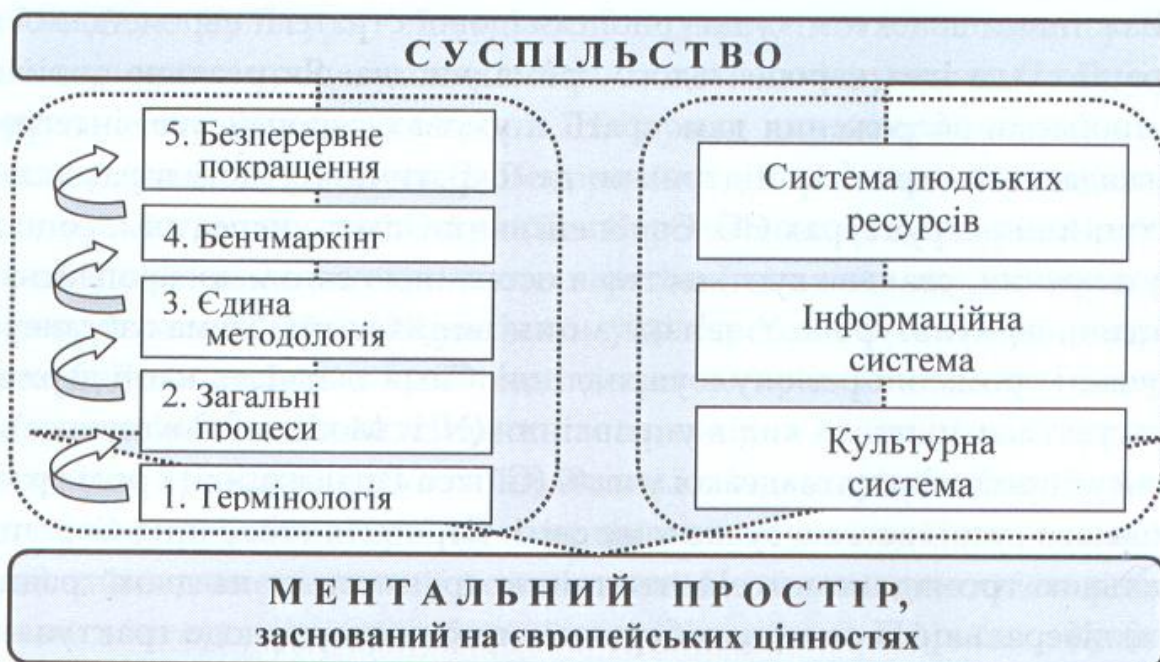 СУСПІЛЬСТВО
5. Безперервне
покращення
4. Бенчмаркінг
3. Єдина
методологія
2. Загальні
процеси
1. Термінологія
Система людських
ресурсів
Інформаційна
система
Культурна
система
МЕНТАЛЬНИЙ ПРОСТІР,
заснований на європейських цінностях